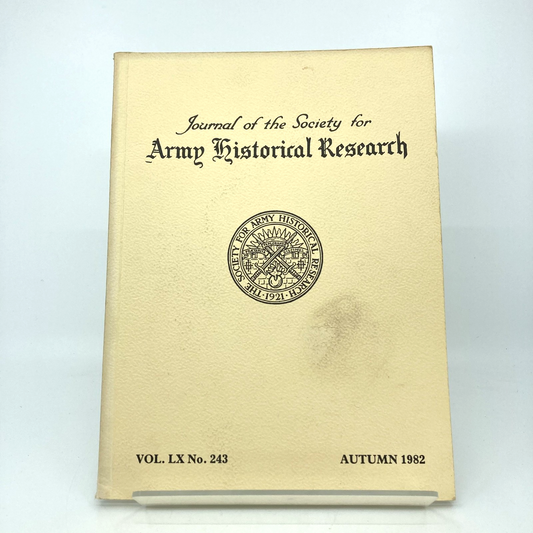 Journal of the Society for
Army Historical Research
THE SOCIETY FOR ARMY HISTORICAL RESEARCH
·1921·
VOL. LX No. 243
AUTUMN 1982